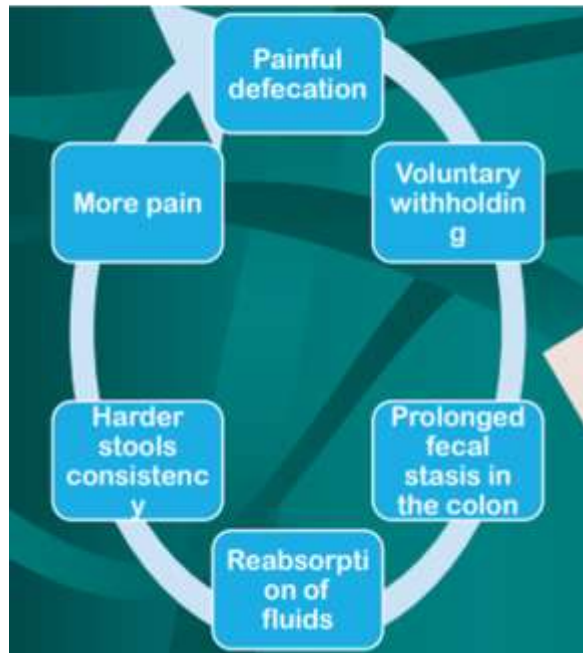 Painful
defecation
Voluntary
withholdin
g
Prolonged
fecal
stasis in
the colon
Reabsorpti
on of
fluids
Harder
stools
consistenc
y
More pain